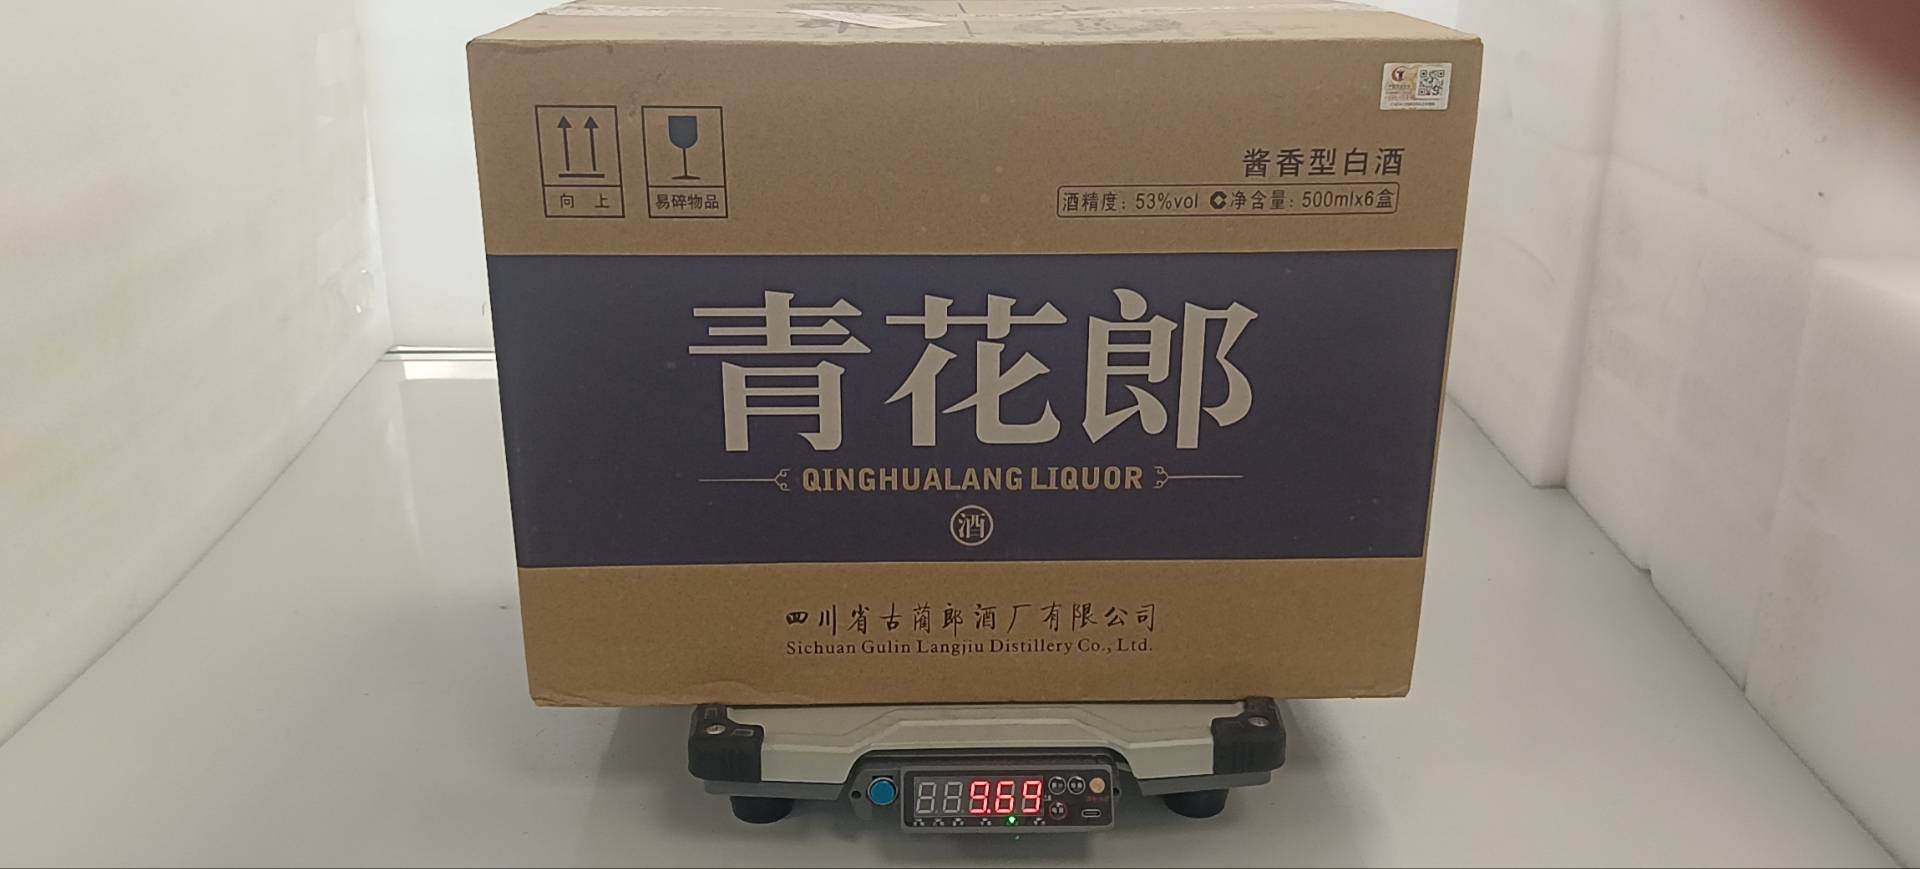 酱香型白酒
酒精度：53%vol 净含量：500mlx6盒
向 上
易碎物品
青花郎
QINGHUALANG LIQUOR
酒
四川省古蔺郎酒厂有限公司
Sichuan Gulin Langjiu Distillery Co., Ltd.
9.69